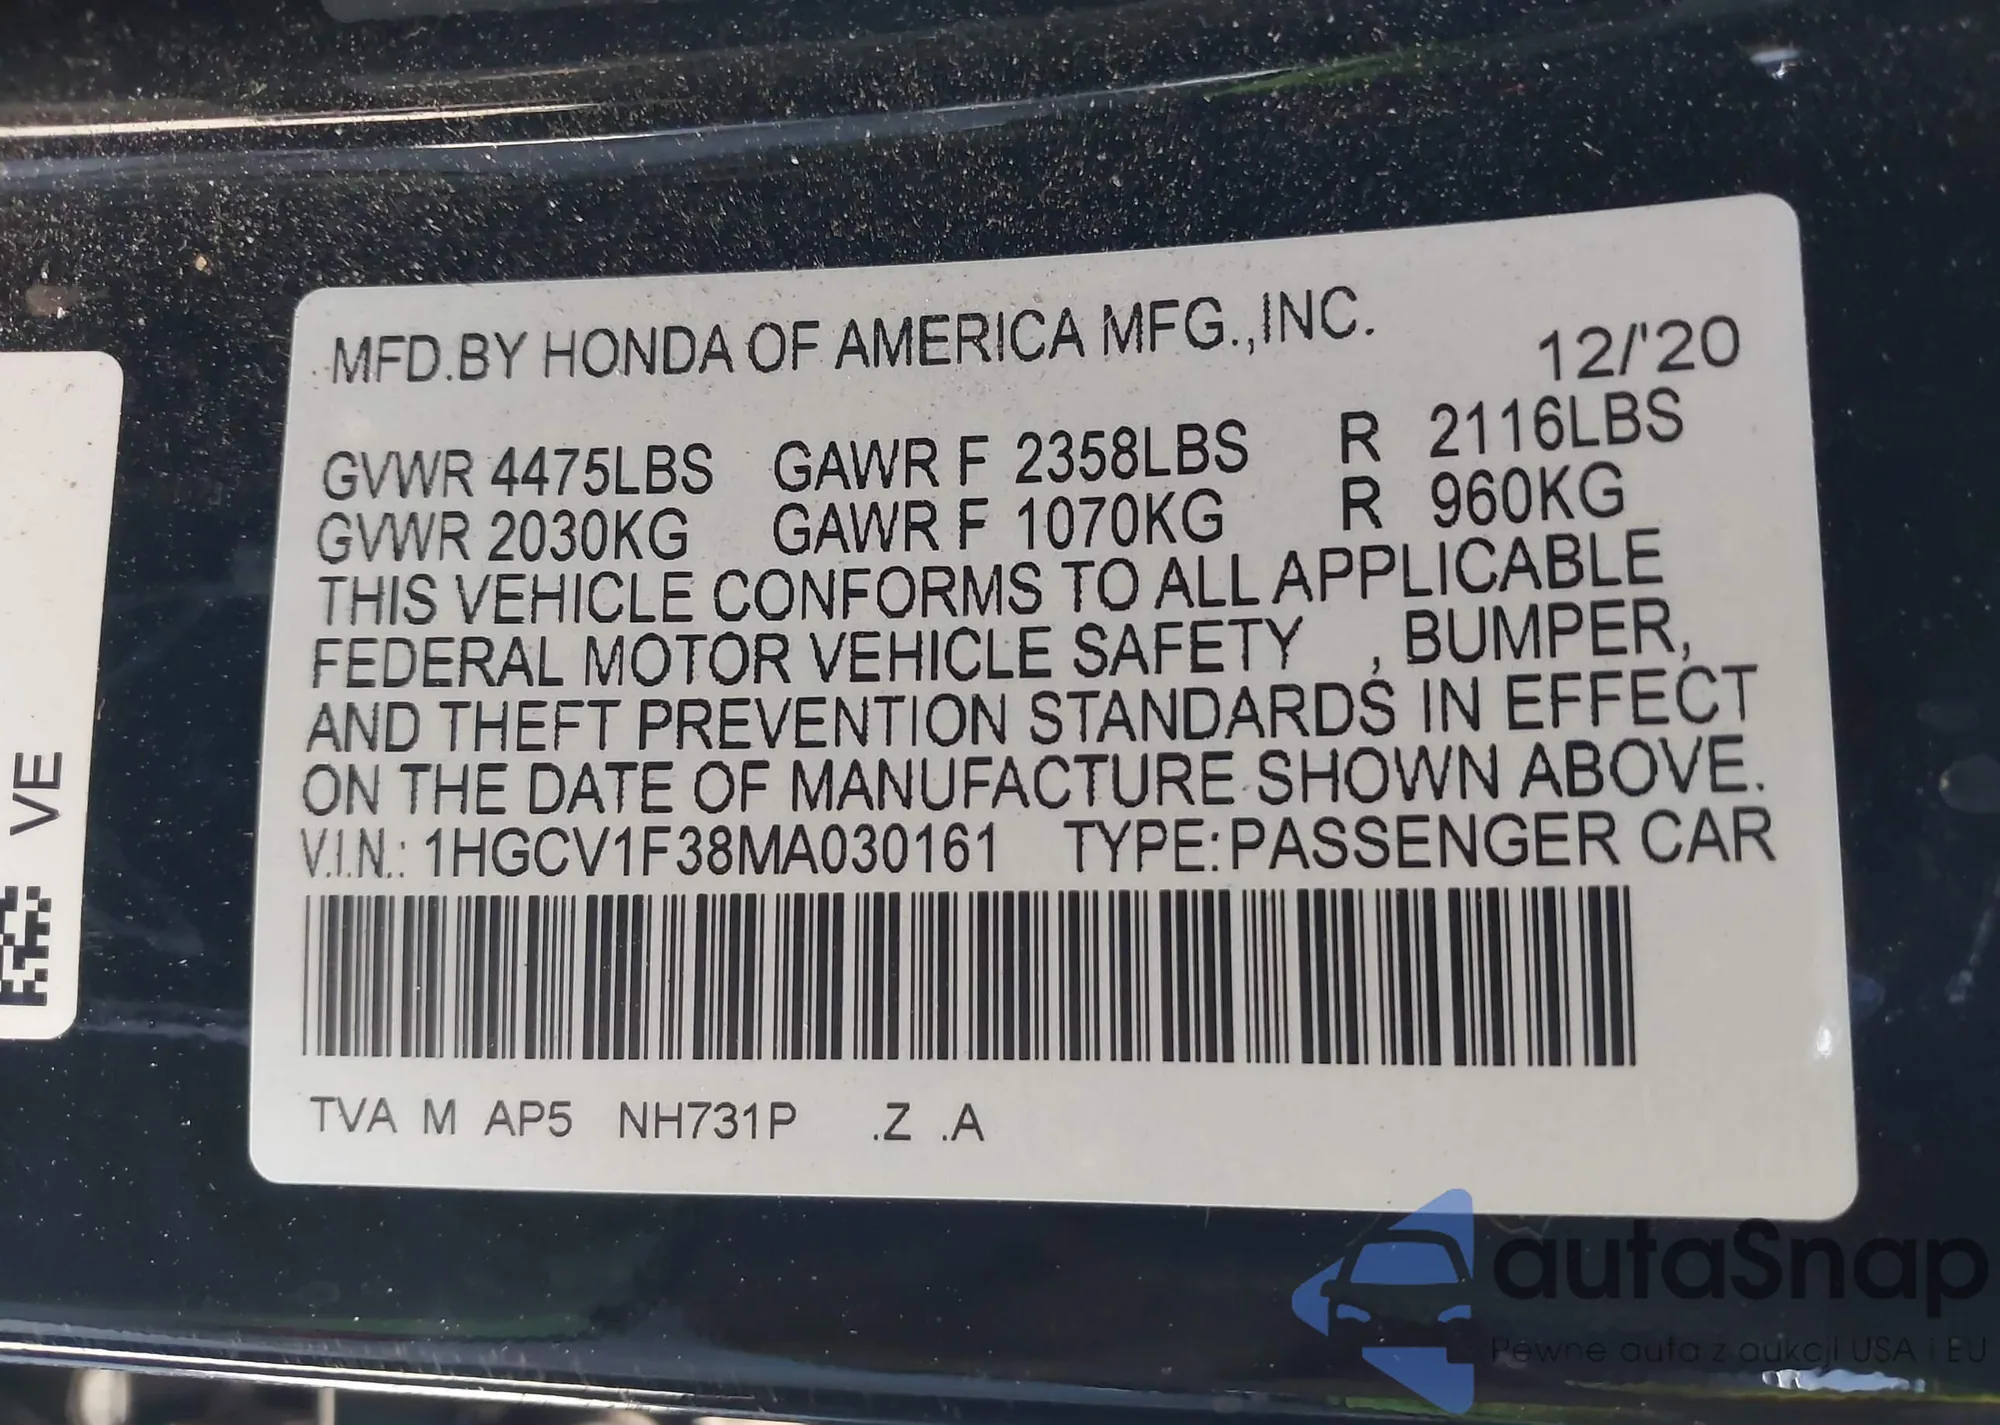 MFD.BY HONDA OF AMERICA MFG.,INC. 12/'20
GVWR 4475LBS GAWR F 2358LBS R 2116LBS
GVWR 2030KG GAWR F 1070KG R 960KG
THIS VEHICLE CONFORMS TO ALL APPLICABLE
FEDERAL MOTOR VEHICLE SAFETY , BUMPER,
AND THEFT PREVENTION STANDARDS IN EFFECT
ON THE DATE OF MANUFACTURE SHOWN ABOVE.
V.I.N.: 1HGCV1F38MA030161 TYPE:PASSENGER CAR
TVA M AP5 NH731P .Z .A
VE
autaSnap
Pewne auta z aukcji USA i EU